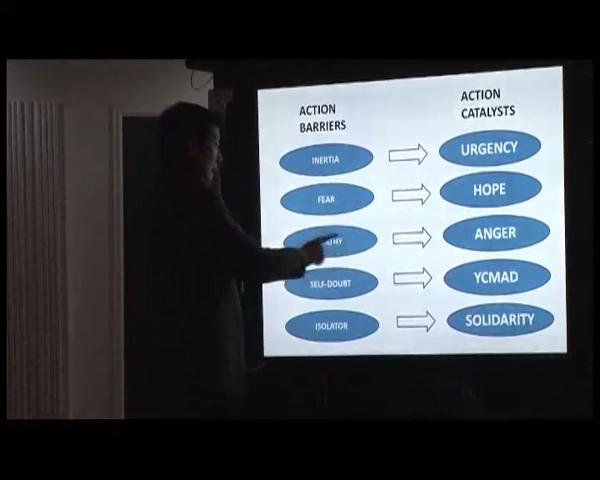 ACTION
BARRIERS
ACTION
CATALYSTS
INERTIA
URGENCY
FEAR
HOPE
ANGER
SELF-DOUBT
YCMAD
ISOLATOR
SOLIDARITY